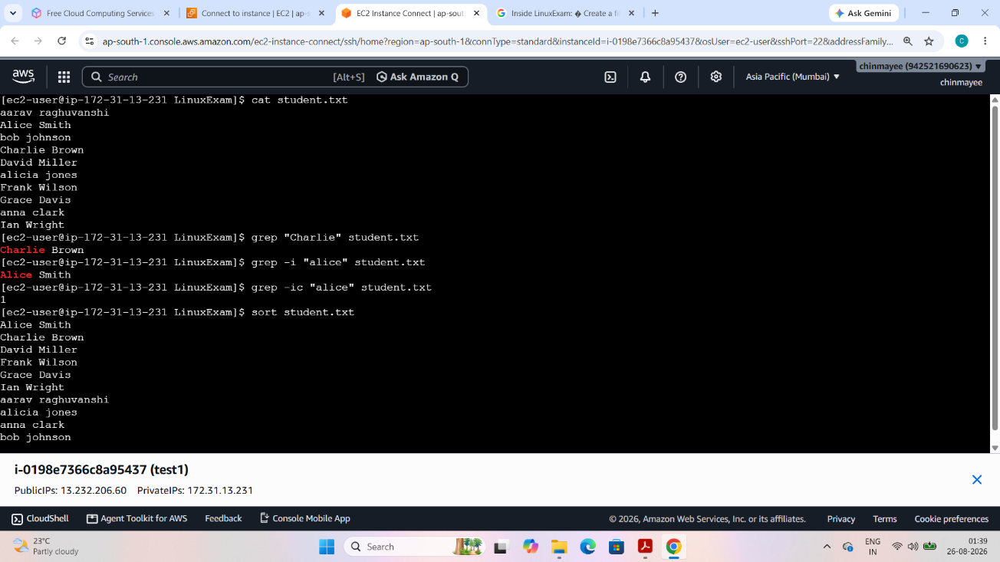 Free Cloud Computing Services
Connect to instance | EC2 | ap-s
EC2 Instance Connect | ap-sout
Inside LinuxExam: � Create a fi
Ask Gemini
ap-south-1.console.aws.amazon.com/ec2-instance-connect/ssh/home?region=ap-south-1&connType=standard&instanceId=i-0198e7366c8a95437&osUser=ec2-user&sshPort=22&addressFamily...
C
aws
Search
[Alt+S]
Ask Amazon Q
Asia Pacific (Mumbai)
chinmayee (942521690623)
chinmayee
[ec2-user@ip-172-31-13-231 LinuxExam]$ cat student.txt
aarav raghuvanshi
Alice Smith
bob johnson
Charlie Brown
David Miller
alicia jones
Frank Wilson
Grace Davis
anna clark
Ian Wright
[ec2-user@ip-172-31-13-231 LinuxExam]$ grep "Charlie" student.txt
Charlie Brown
[ec2-user@ip-172-31-13-231 LinuxExam]$ grep -i "alice" student.txt
Alice Smith
[ec2-user@ip-172-31-13-231 LinuxExam]$ grep -ic "alice" student.txt
1
[ec2-user@ip-172-31-13-231 LinuxExam]$ sort student.txt
Alice Smith
Charlie Brown
David Miller
Frank Wilson
Grace Davis
Ian Wright
aarav raghuvanshi
alicia jones
anna clark
bob johnson
i-0198e7366c8a95437 (test1)
PublicIPs: 13.232.206.60 PrivateIPs: 172.31.13.231
CloudShell
Agent Toolkit for AWS
Feedback
Console Mobile App
© 2026, Amazon Web Services, Inc. or its affiliates.
Privacy
Terms
Cookie preferences
23°C
Partly cloudy
Search
ENG
IN
01:39
26-08-2026